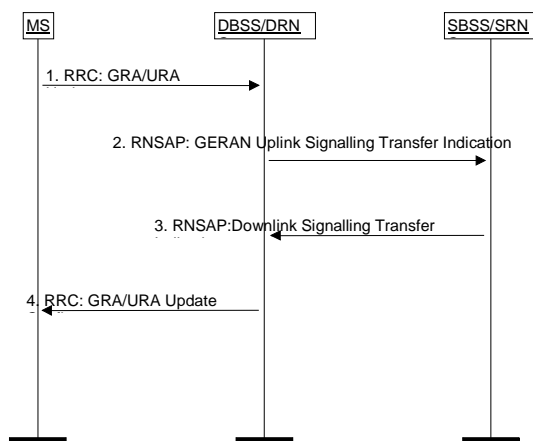 MS
DBSS/DRN
SBSS/SRN
1. RRC: GRA/URA
2. RNSAP: GERAN Uplink Signalling Transfer Indication
3. RNSAP:Downlink Signalling Transfer
4. RRC: GRA/URA Update